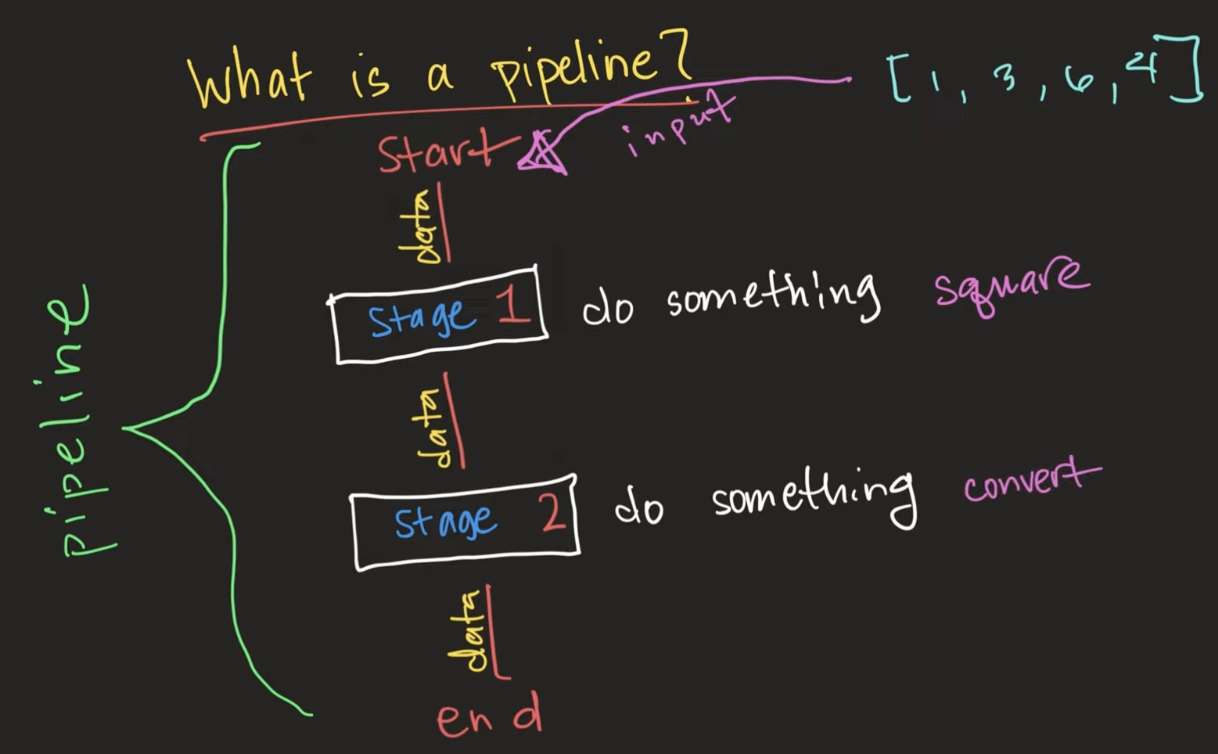 What is a pipeline?
[1, 3, 6, 4]
input
start
data
stage 1 do something square
pipeline
data
stage 2 do something convert
data
end